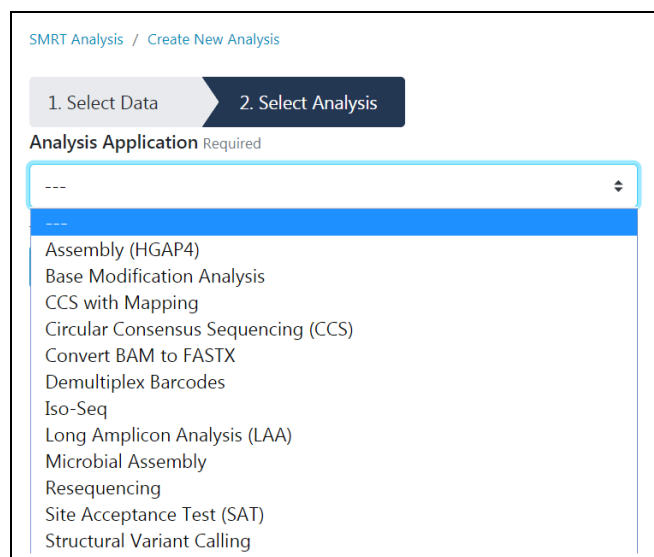 SMRT Analysis / Create New Analysis
1. Select Data 2. Select Analysis
Analysis Application Required
---
---
Assembly (HGAP4)
Base Modification Analysis
CCS with Mapping
Circular Consensus Sequencing (CCS)
Convert BAM to FASTX
Demultiplex Barcodes
Iso-Seq
Long Amplicon Analysis (LAA)
Microbial Assembly
Resequencing
Site Acceptance Test (SAT)
Structural Variant Calling